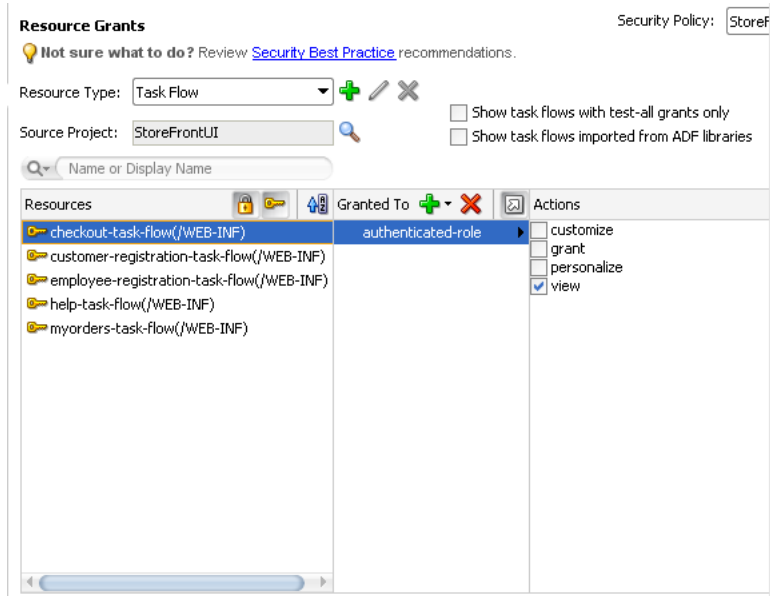 Resource Grants
Security Policy: StoreF
Not sure what to do? Review Security Best Practice recommendations.
Resource Type: Task Flow
Show task flows with test-all grants only
Source Project: StoreFrontUI
Show task flows imported from ADF libraries
Name or Display Name
Resources Granted To Actions
checkout-task-flow(/WEB-INF) authenticated-role customize
customer-registration-task-flow(/WEB-INF) grant
employee-registration-task-flow(/WEB-INF) personalize
help-task-flow(/WEB-INF) view
myorders-task-flow(/WEB-INF)